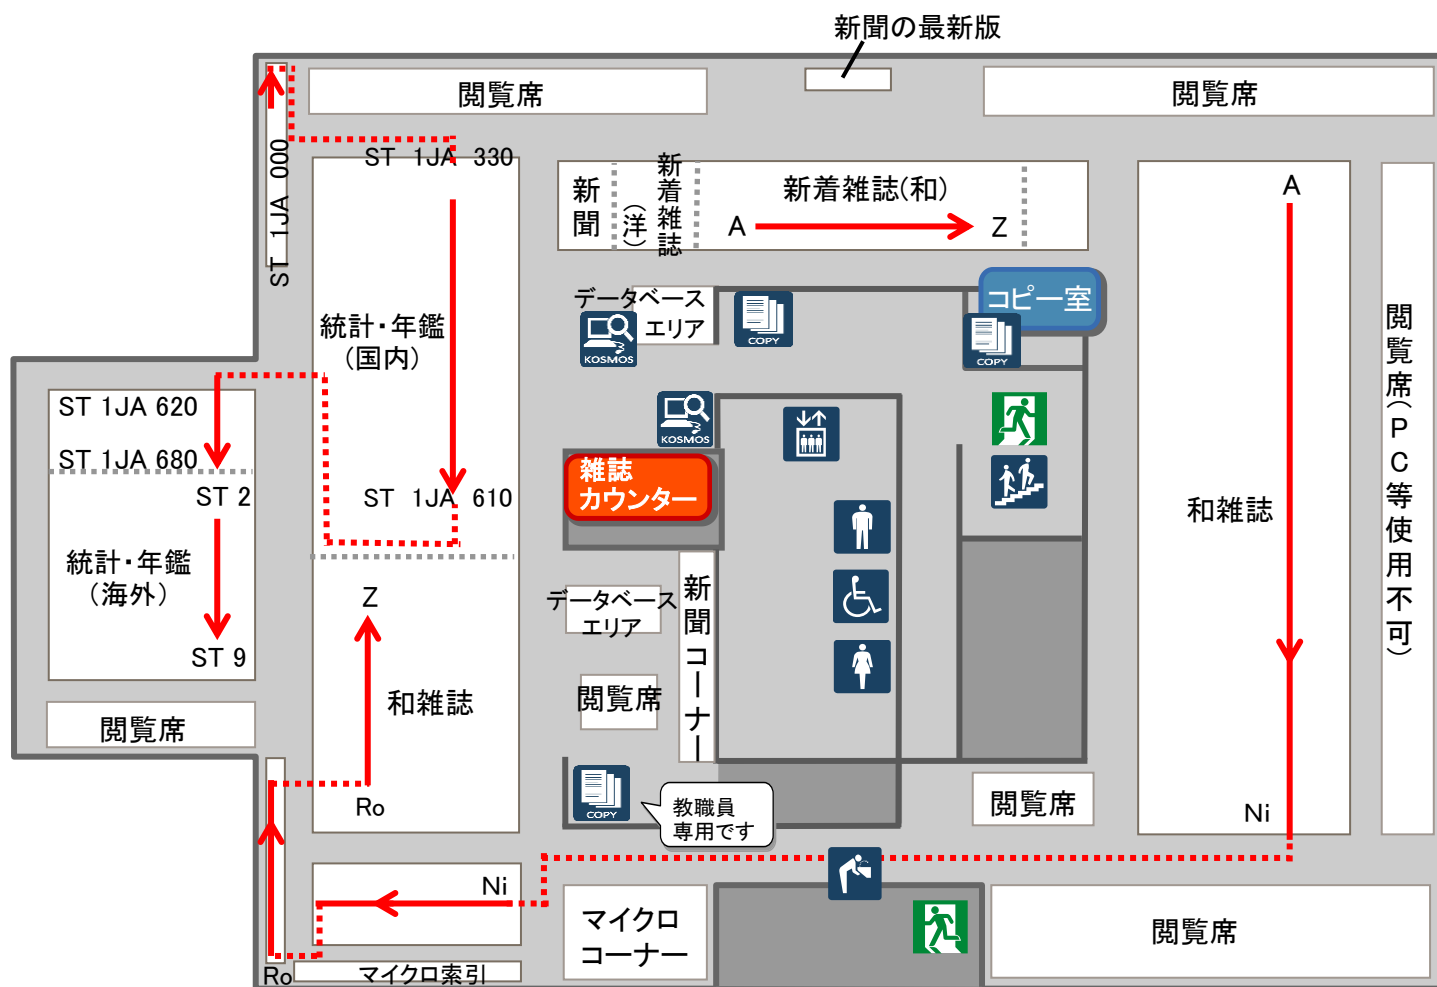 新聞の最新版
閲覧席
閲覧席
ST 1JA 000
ST 1JA 330
新聞
新着雑誌
(洋)
新着雑誌(和)
A
Z
A
データベース
エリア
KOSMOS
COPY
コピー室
COPY
統計・年鑑
(国内)
閲覧席(PC等使用不可)
ST 1JA 620
ST 1JA 680
KOSMOS
雑誌
カウンター
ST 2
ST 1JA 610
和雑誌
統計・年鑑
(海外)
ST 9
Z
データベース
エリア
新聞コーナー
閲覧席
和雑誌
閲覧席
Ro
COPY
教職員
専用です
閲覧席
Ni
Ni
マイクロ
コーナー
閲覧席
Ro
マイクロ索引